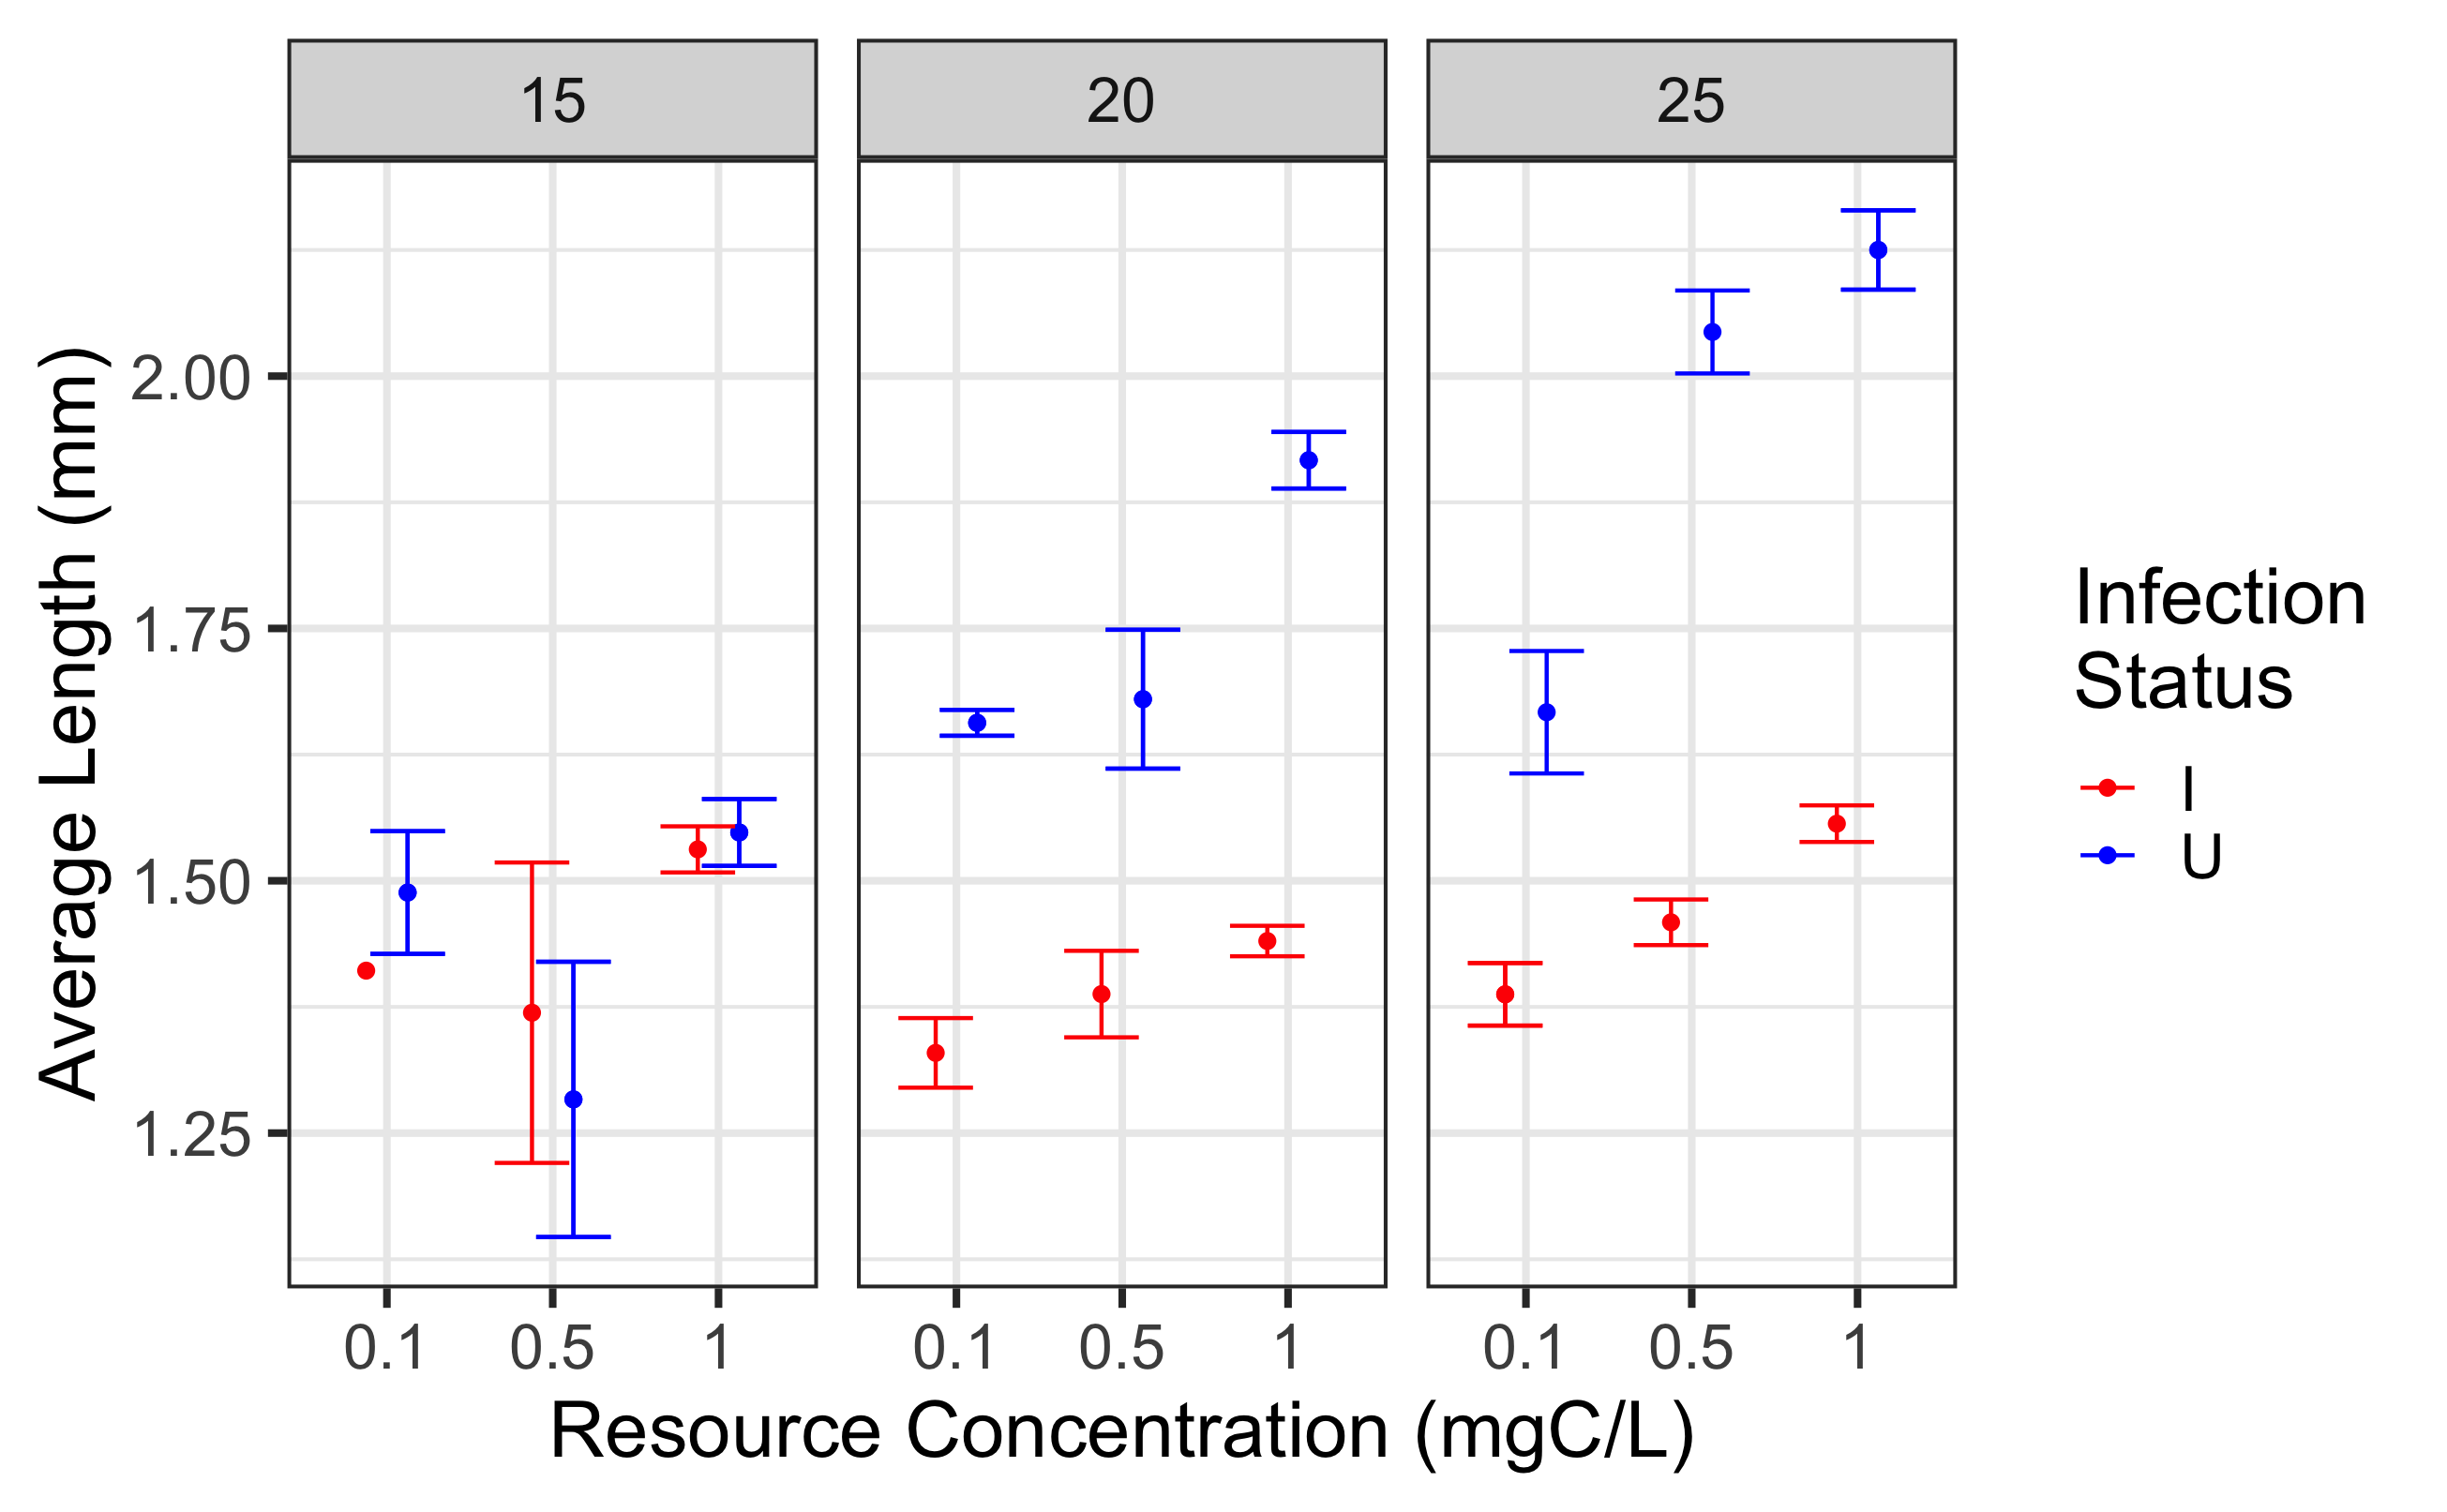 15
20
25
Average Length (mm)
2.00
1.75
1.50
1.25
0.1 0.5 1
0.1 0.5 1
0.1 0.5 1
Resource Concentration (mgC/L)
Infection
Status
I
U